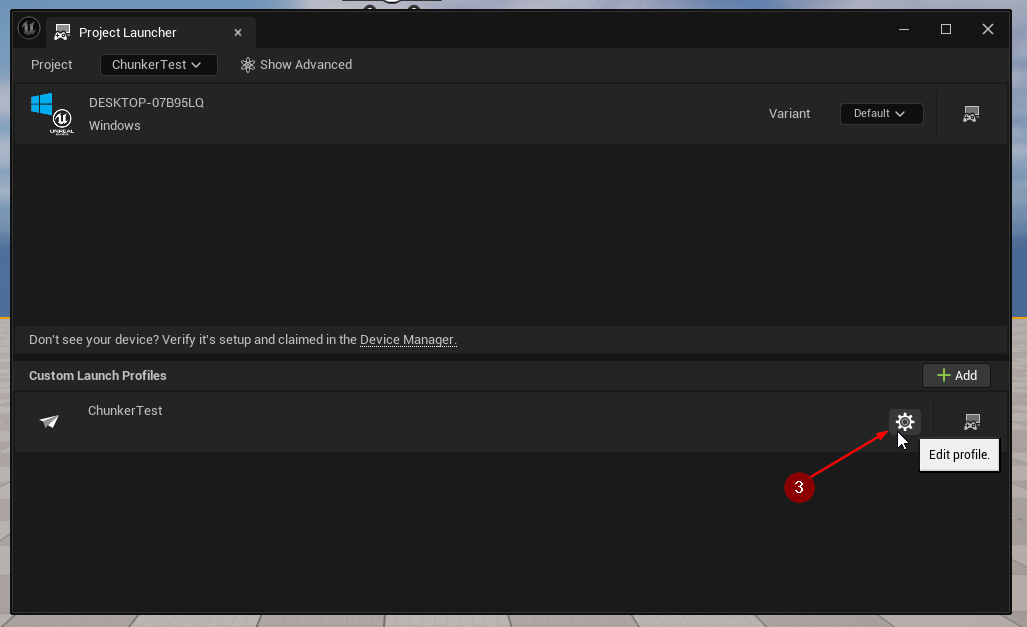 Project Launcher
Project ChunkerTest Show Advanced
DESKTOP-07B95LQ
Windows
UNREAL
Variant Default
Don't see your device? Verify it's setup and claimed in the Device Manager.
Custom Launch Profiles Add
ChunkerTest
Edit profile.
3